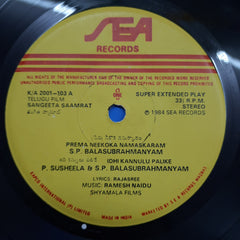 SEA
RECORDS
ALL RIGHTS OF THE MANUFACTURER AND OF THE OWNER OF THE RECORDED WORK RESERVED
UNAUTHORISED PUBLIC PERFORMANCE BROADCASTING AND COPYING OF THIS RECORD PROHIBITED
K/A 2001-103 A
TELUGU FILM
SANGEETA SAAMRAT
SUPER EXTENDED PLAY
33⅓ R.P.M.
STEREO
℗ 1984 SEA RECORDS
PREMA NEEKOKA NAMASKARAM
S.P. BALASUBRAHMANYAM
IDHI KANNULU PALIKE
P. SUSHEELA & S.P. BALASUBRAHMANYAM
LYRICS: RAJASREE
MUSIC: RAMESH NAIDU
SHYAMALA FILMS
MADE IN INDIA